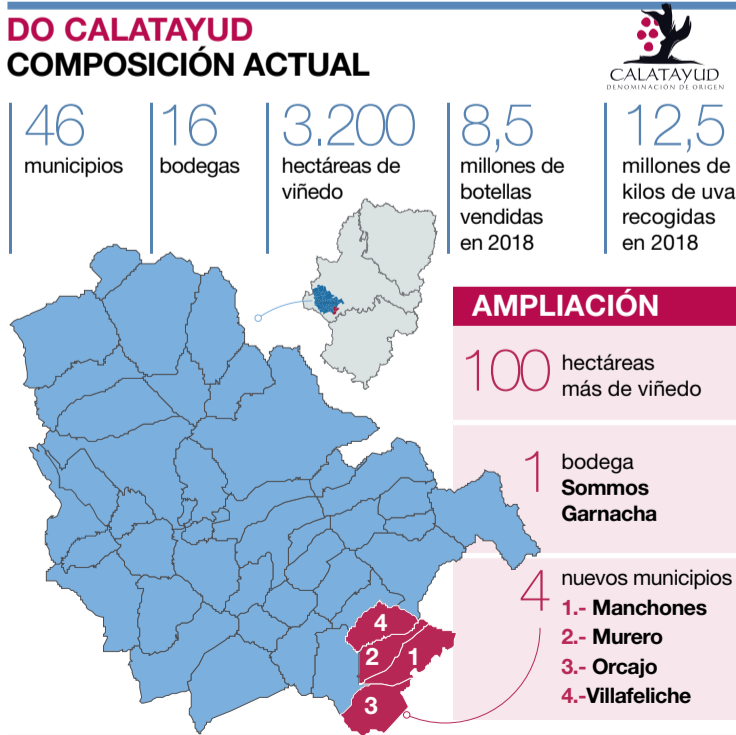 DO CALATAYUD
COMPOSICIÓN ACTUAL
CALATAYUD
DENOMINACIÓN DE ORIGEN
46
municipios
16
bodegas
3.200
hectáreas de
viñedo
8,5
millones de
botellas
vendidas
en 2018
12,5
millones de
kilos de uva
recogidas
en 2018
AMPLIACIÓN
100
hectáreas
más de viñedo
1
bodega
Sommos
Garnacha
4
nuevos municipios
1.- Manchones
2.- Murero
3.- Orcajo
4.-Villafeliche
4
2
1
3